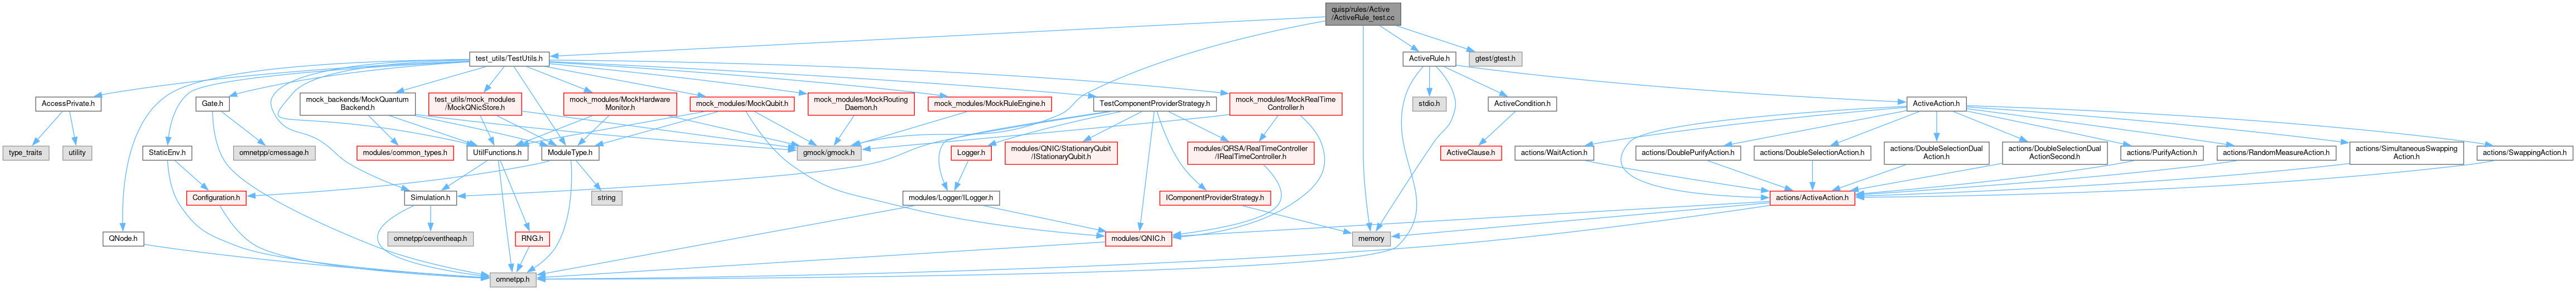 quisp/rules/Active
/ActiveRule_test.cc
test_utils/TestUtils.h
ActiveRule.h
gtest/gtest.h
AccessPrivate.h
Gate.h
mock_backends/MockQuantum
Backend.h
test_utils/mock_modules
/MockQNicStore.h
mock_modules/MockHardware
Monitor.h
mock_modules/MockQubit.h
mock_modules/MockRouting
Daemon.h
mock_modules/MockRuleEngine.h
TestComponentProviderStrategy.h
mock_modules/MockRealTime
Controller.h
stdio.h
ActiveCondition.h
ActiveAction.h
type_traits
utility
StaticEnv.h
omnetpp/cmessage.h
modules/common_types.h
UtilFunctions.h
ModuleType.h
gmock/gmock.h
Logger.h
modules/QNIC/StationaryQubit
/IStationaryQubit.h
modules/QRSA/RealTimeController
/IRealTimeController.h
ActiveClause.h
actions/WaitAction.h
actions/DoublePurifyAction.h
actions/DoubleSelectionAction.h
actions/DoubleSelectionDual
Action.h
actions/DoubleSelectionDual
ActionSecond.h
actions/PurifyAction.h
actions/RandomMeasureAction.h
actions/SimultaneousSwapping
Action.h
actions/SwappingAction.h
Configuration.h
Simulation.h
string
modules/Logger/ILogger.h
IComponentProviderStrategy.h
actions/ActiveAction.h
QNode.h
omnetpp/ceventheap.h
RNG.h
modules/QNIC.h
memory
omnetpp.h